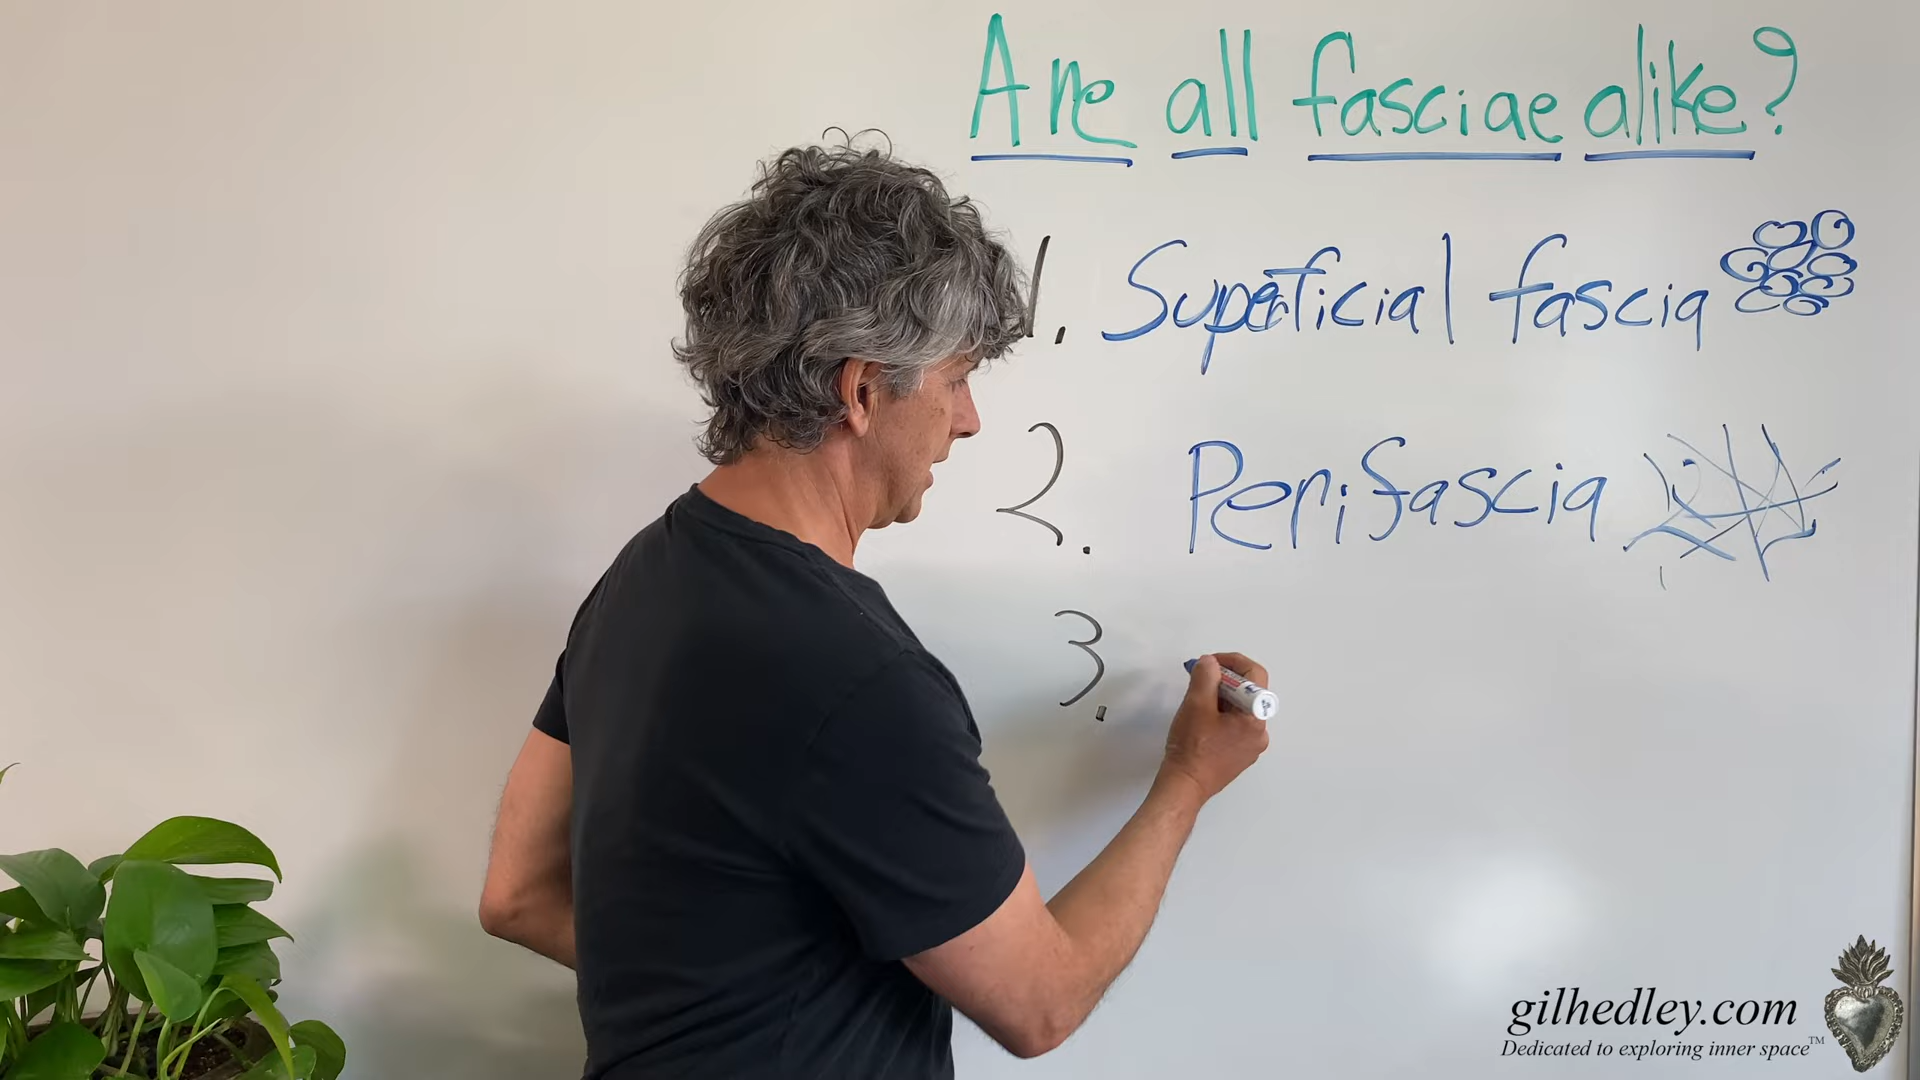 Are all fasciae alike?
1. Superficial fascia
2. Perifascia
3.
gilhedley.com
Dedicated to exploring inner space™